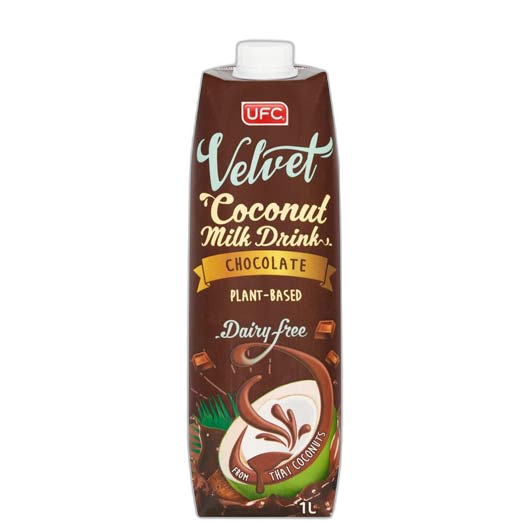 UFC
Velvet
Coconut
Milk Drink
CHOCOLATE
PLANT-BASED
Dairy free
FROM THAI COCONUTS
1L